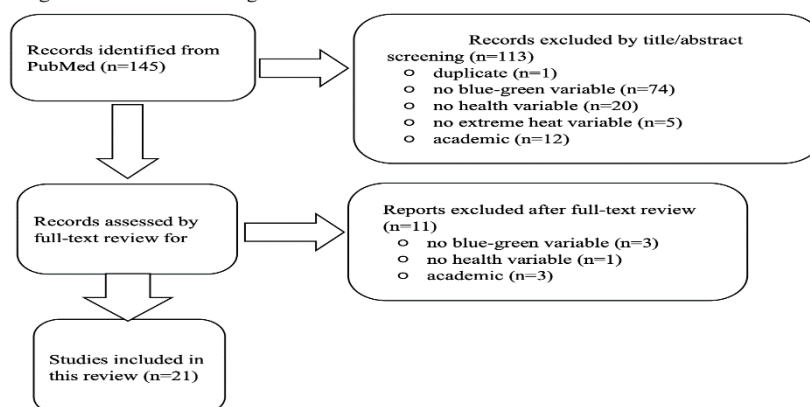 Records identified from
PubMed (n=145)
Records excluded by title/abstract
screening (n=113)
o duplicate (n=1)
o no blue-green variable (n=74)
o no health variable (n=20)
o no extreme heat variable (n=5)
o academic (n=12)
Records assessed by
full-text review for
Reports excluded after full-text review
(n=11)
o no blue-green variable (n=3)
o no health variable (n=1)
o academic (n=3)
Studies included in
this review (n=21)